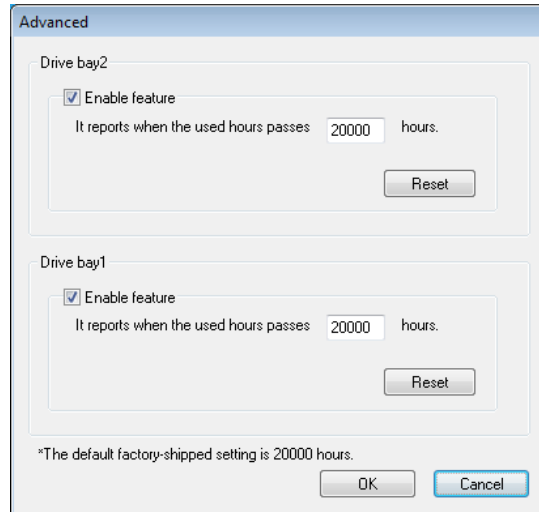 Advanced
Drive bay2
Enable feature
It reports when the used hours passes 20000 hours.
Reset
Drive bay1
Enable feature
It reports when the used hours passes 20000 hours.
Reset
*The default factory-shipped setting is 20000 hours.
OK Cancel